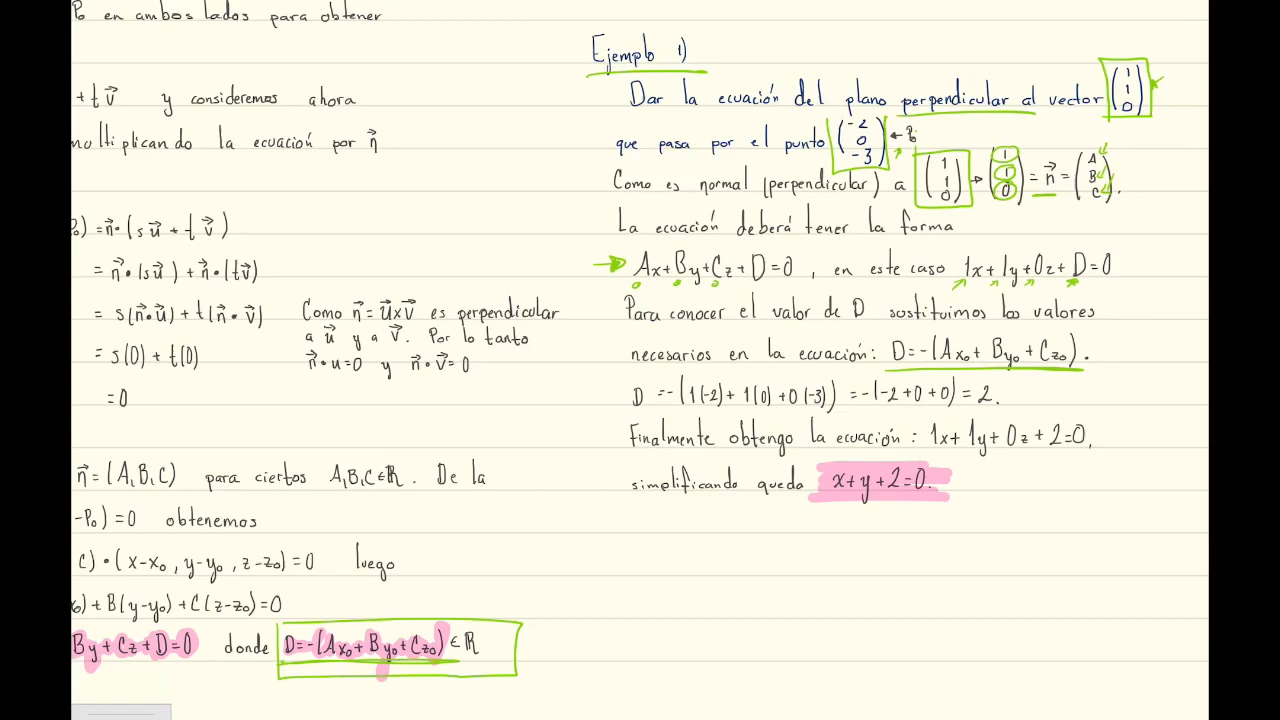 P₀ en ambos lados para obtener
+ t v⃗ y consideremos ahora
multiplicando la ecuación por n⃗
P₀) = n⃗•(s u⃗ + t v⃗)
= n⃗•(s u⃗) + n⃗•(t v⃗)
= s(n⃗•u⃗) + t(n⃗•v⃗)
= s(0) + t(0)
= 0
Como n⃗ = u⃗×v⃗ es perpendicular
a u⃗ y a v⃗. Por lo tanto
n⃗•u=0 y n⃗•v⃗=0
n⃗ = (A,B,C) para ciertos A,B,C∈ℝ. De la
-P₀)=0 obtenemos
C)•(x-x₀, y-y₀, z-z₀)=0 luego
₀)+B(y-y₀)+C(z-z₀)=0
By+Cz+D=0 donde D=-(Ax₀+By₀+Cz₀)∈ℝ
Ejemplo 1)
Dar la ecuación del plano perpendicular al vector (1 1 0)
que pasa por el punto (-2 0 -3) ← P₀
Como es normal (perpendicular) a (1 1 0) → (1 1 0) = n⃗ = (A B C).
La ecuación deberá tener la forma
→ Ax+By+Cz+D=0, en este caso 1x+1y+0z+D=0
Para conocer el valor de D sustituimos los valores
necesarios en la ecuación: D=-(Ax₀+By₀+Cz₀).
D = -(1(-2)+1(0)+0(-3)) = -(-2+0+0) = 2.
Finalmente obtengo la ecuación: 1x+1y+0z+2=0,
simplificando queda x+y+2=0.